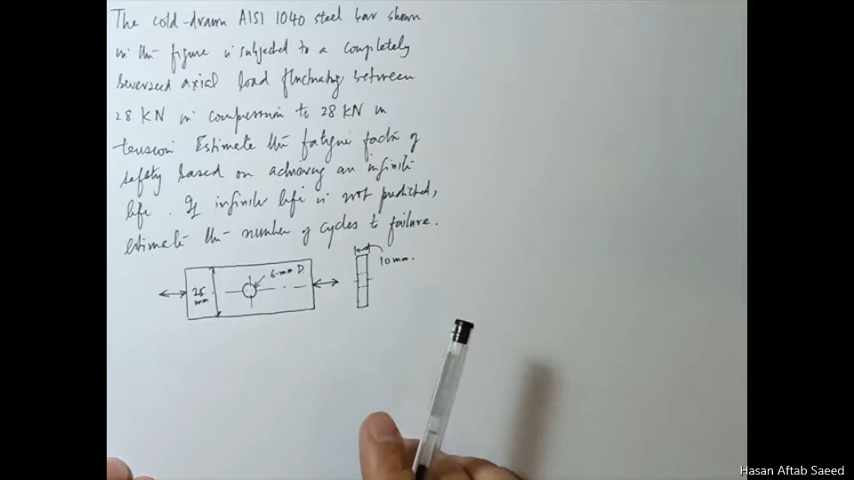 The cold-drawn AISI 1040 steel bar shown
in the figure is subjected to a completely
reversed axial load fluctuating between
28 KN in compression to 28 KN in
tension Estimate the fatigue factor of
safety based on achieving an infinite
life. If infinite life is not predicted,
estimate the number of cycles to failure.
6-mm D
10 mm.
25 mm
Hasan Aftab Saeed